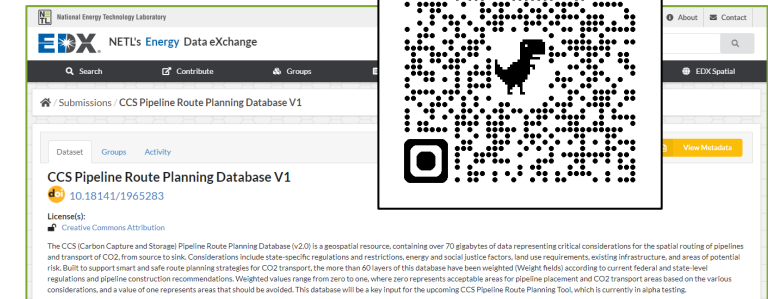 NETL National Energy Technology Laboratory
About Contact
EDX NETL's Energy Data eXchange
Search Contribute Groups EDX Spatial
/ Submissions / CCS Pipeline Route Planning Database V1
Dataset Groups Activity
View Metadata
CCS Pipeline Route Planning Database V1
doi 10.18141/1965283
License(s):
Creative Commons Attribution
The CCS (Carbon Capture and Storage) Pipeline Route Planning Database (v2.0) is a geospatial resource, containing over 70 gigabytes of data representing critical considerations for the spatial routing of pipelines
and transport of CO2, from source to sink. Considerations include state-specific regulations and restrictions, energy and social justice factors, land use requirements, existing infrastructure, and areas of potential
risk. Built to support smart and safe route planning strategies for CO2 transport, the more than 60 layers of this database have been weighted (Weight fields) according to current federal and state-level
regulations and pipeline construction recommendations. Weighted values range from zero to one, where zero represents acceptable areas for pipeline placement and CO2 transport areas based on the various
considerations, and a value of one represents areas that should be avoided. This database will be a key input for the upcoming CCS Pipeline Route Planning Tool, which is currently in alpha testing.